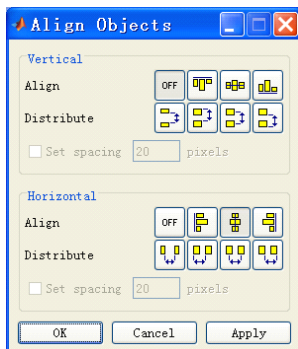 Align Objects
Vertical
Align OFF
Distribute
Set spacing 20 pixels
Horizontal
Align OFF
Distribute
Set spacing 20 pixels
OK Cancel Apply